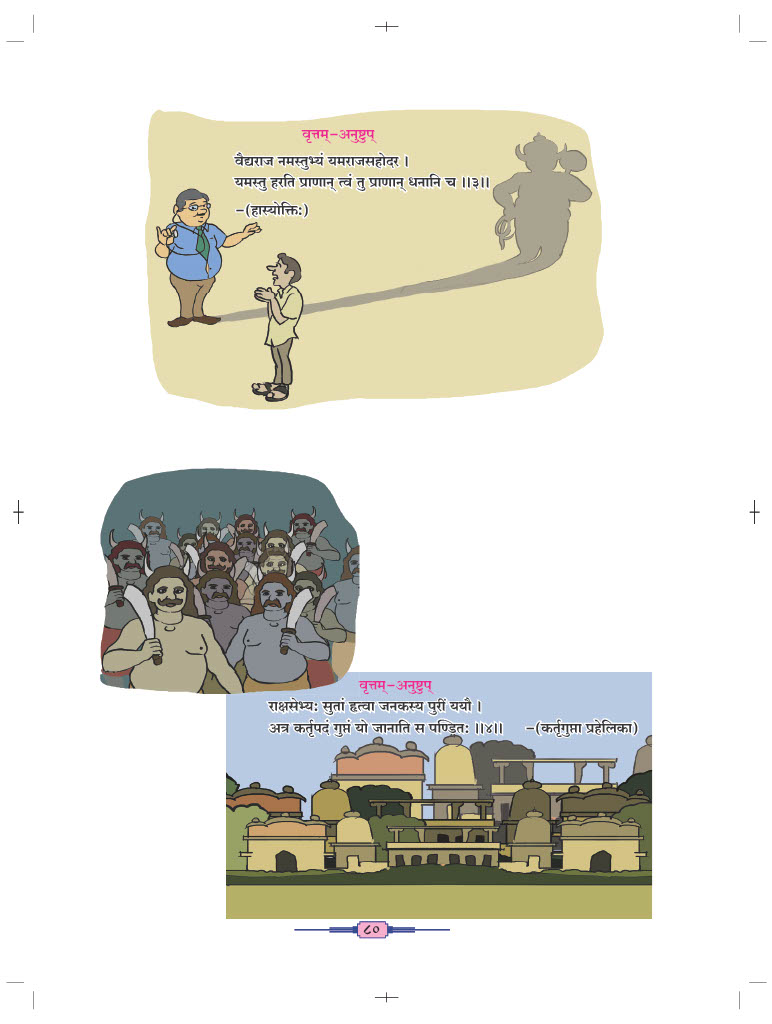 वृत्तम्-अनुष्टुप्
वैद्यराज नमस्तुभ्यं यमराजसहोदर ।
यमस्तु हरति प्राणान् त्वं तु प्राणान् धनानि च ।।३।।
-(हास्योक्ति:)
वृत्तम्-अनुष्टुप्
राक्षसेभ्य: सुतां हृत्वा जनकस्य पुरीं ययौ ।
अत्र कर्तृपदं गुप्तं यो जानाति स पण्डित: ।।४।। -(कर्तृगुप्ता प्रहेलिका)
८०